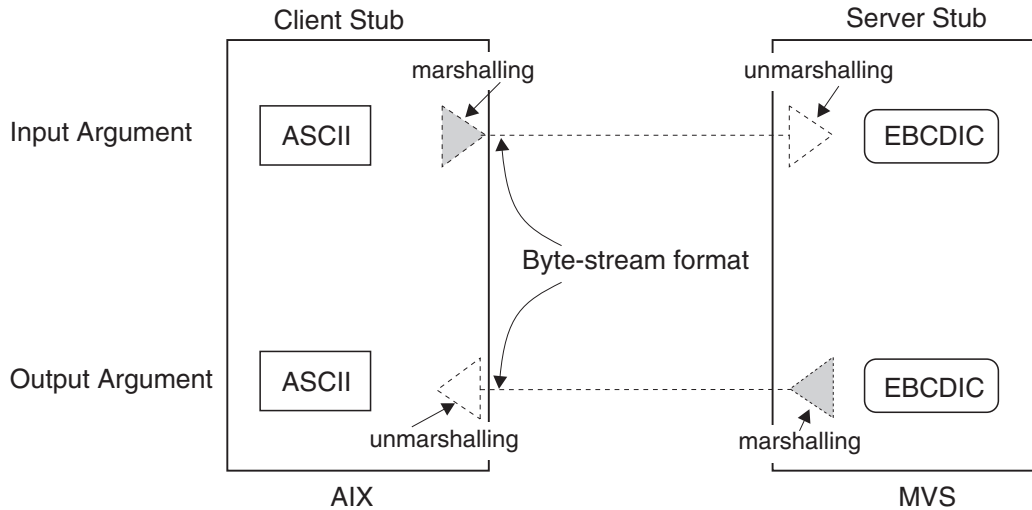 Client Stub
Server Stub
marshalling
unmarshalling
Input Argument
ASCII
EBCDIC
Byte-stream format
Output Argument
ASCII
EBCDIC
unmarshalling
marshalling
AIX
MVS